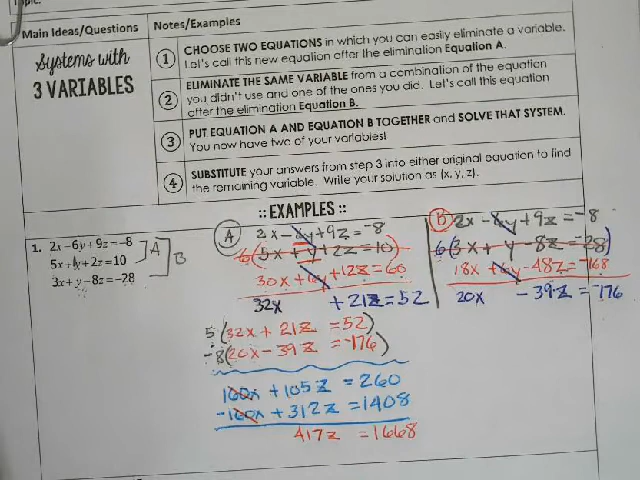 Topic:
Main Ideas/Questions
Notes/Examples
Systems with
3 VARIABLES
1 CHOOSE TWO EQUATIONS in which you can easily eliminate a variable.
Let's call this new equation after the elimination Equation A.
2 ELIMINATE THE SAME VARIABLE from a combination of the equation
you didn't use and one of the ones you did. Let's call this equation
after the elimination Equation B.
3 PUT EQUATION A AND EQUATION B TOGETHER and SOLVE THAT SYSTEM.
You now have two of your variables!
4 SUBSTITUTE your answers from step 3 into either original equation to find
the remaining variable. Write your solution as (x, y, z).
:: EXAMPLES ::
1. 2x - 6y + 9z = -8
5x + y + 2z = 10
3x + y - 8z = -28
A
B
A 2x - 6y + 9z = -8
6(5x + y + 2z = 10)
30x + 6y + 12z = 60
32x + 21z = 52
B 2x - 6y + 9z = -8
6(3x + y - 8z = -28)
18x + 6y - 48z = -168
20x - 39z = -176
5(32x + 21z = 52)
-8(20x - 39z = -176)
160x + 105z = 260
-160x + 312z = 1408
417z = 1668